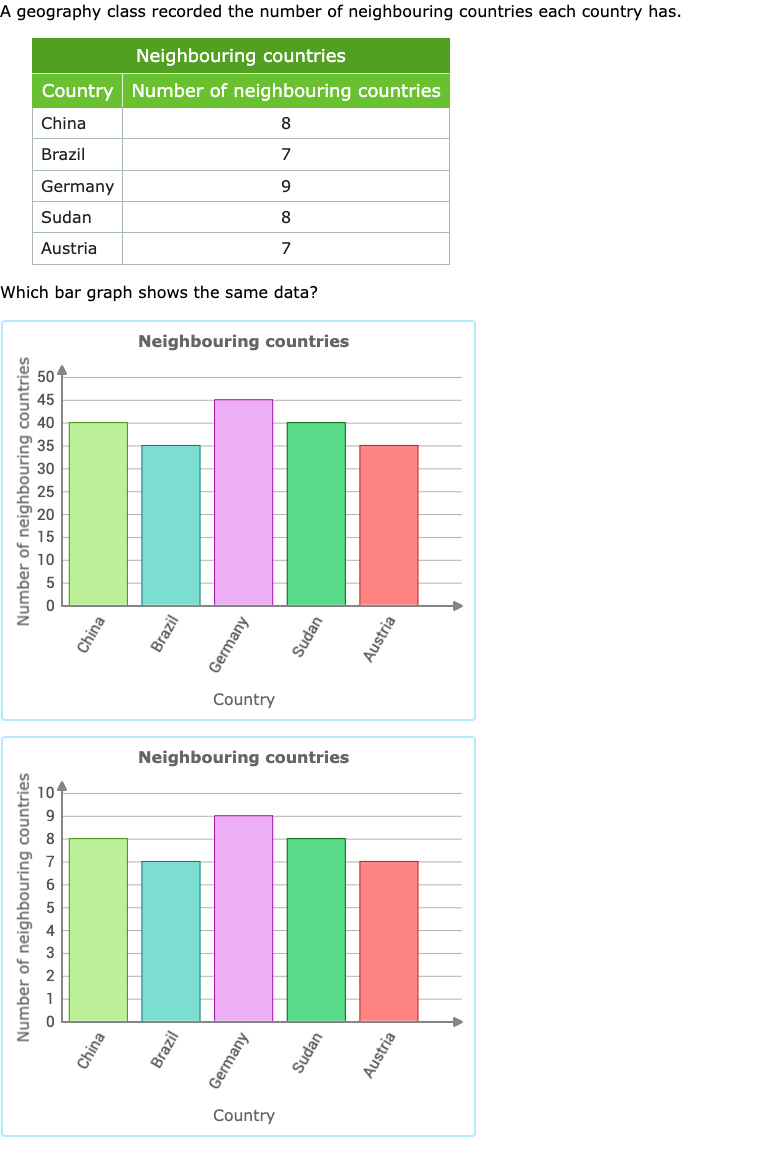 A geography class recorded the number of neighbouring countries each country has.
Neighbouring countries
Country Number of neighbouring countries
China 8
Brazil 7
Germany 9
Sudan 8
Austria 7
Which bar graph shows the same data?
Neighbouring countries
Number of neighbouring countries
50
45
40
35
30
25
20
15
10
5
0
China Brazil Germany Sudan Austria
Country
Neighbouring countries
Number of neighbouring countries
10
9
8
7
6
5
4
3
2
1
0
China Brazil Germany Sudan Austria
Country